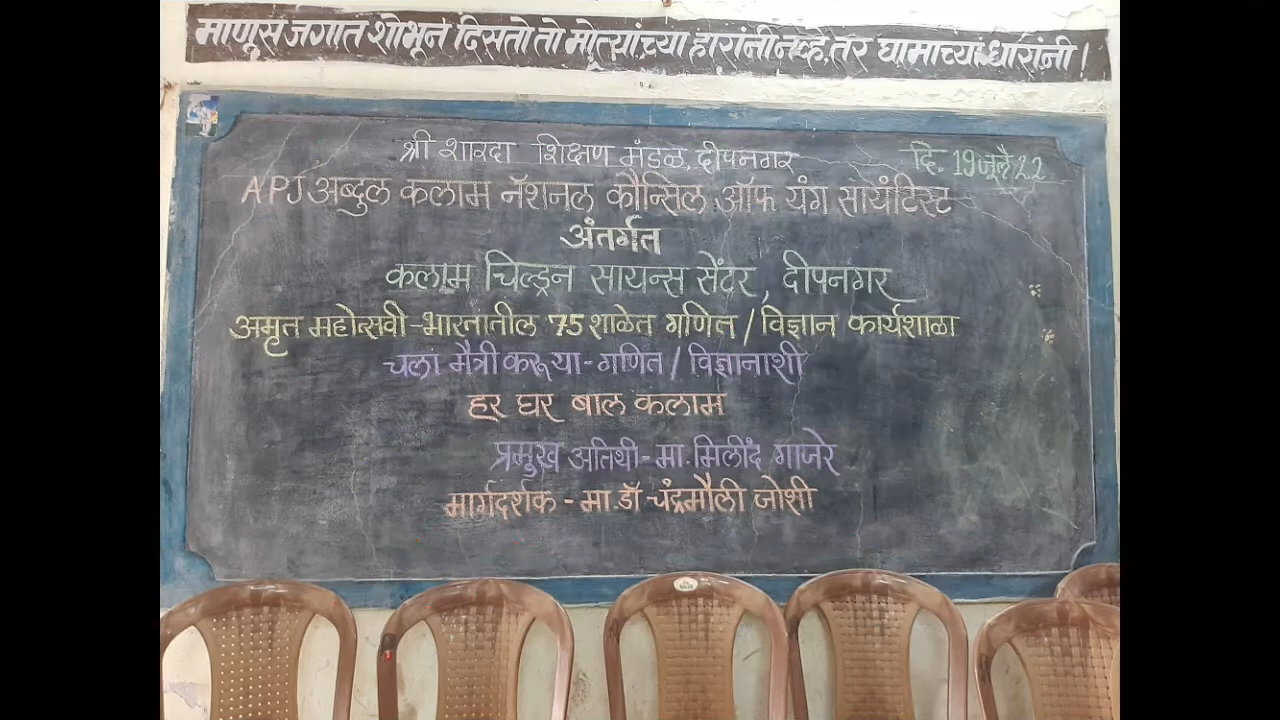 माणूस जगात शोभून दिसतो तो मोत्यांच्या हारांनी नव्हे, तर घामाच्या धारांनी !
श्री शारदा शिक्षण मंडळ, दीपनगर
दि. 19 जुलै 22
APJ अब्दुल कलाम नॅशनल कौन्सिल ऑफ यंग सायंटिस्ट
अंतर्गत
कलाम चिल्ड्रन सायन्स सेंटर, दीपनगर
अमृत महोत्सवी - भारतातील 75 शाळेत गणित / विज्ञान कार्यशाळा
चला मैत्री करूया - गणित / विज्ञानाशी
हर घर बाल कलाम
प्रमुख अतिथी - मा. मिलींद गाजरे
मार्गदर्शक - मा. डॉ चंद्रमौली जोशी